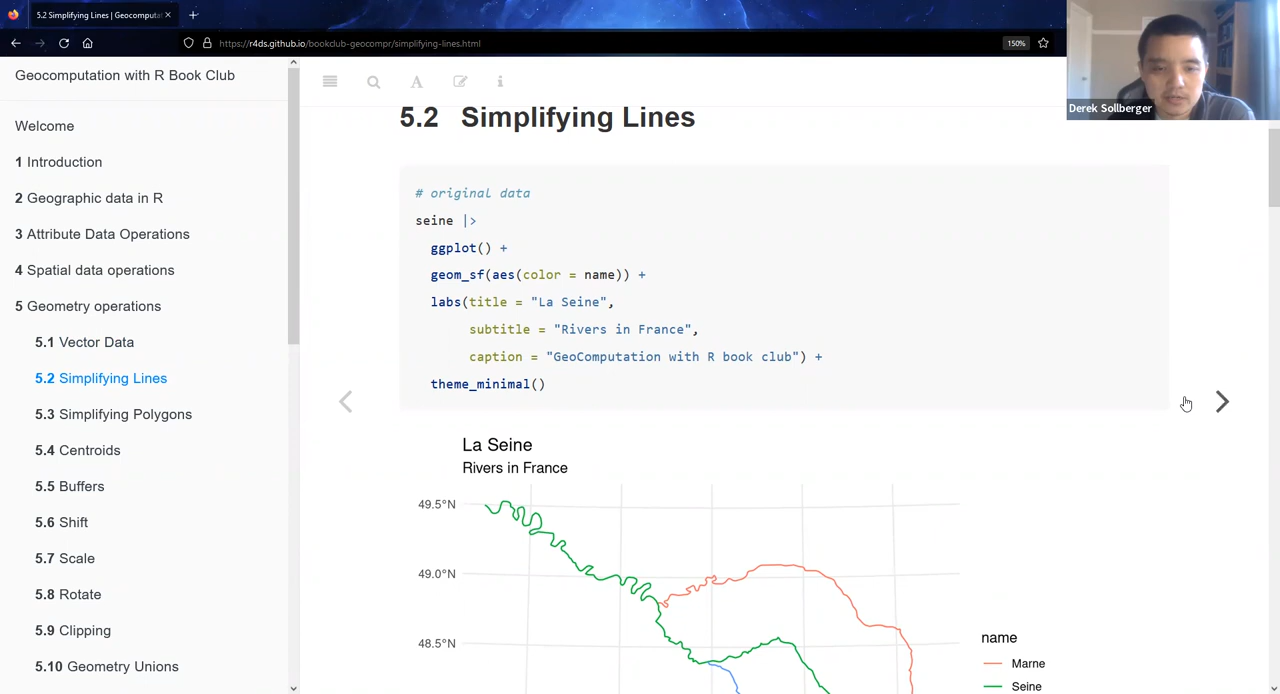 5.2 Simplifying Lines | Geocomputat
https://r4ds.github.io/bookclub-geocompr/simplifying-lines.html
150%
Derek Sollberger
Geocomputation with R Book Club
Welcome
1 Introduction
2 Geographic data in R
3 Attribute Data Operations
4 Spatial data operations
5 Geometry operations
5.1 Vector Data
5.2 Simplifying Lines
5.3 Simplifying Polygons
5.4 Centroids
5.5 Buffers
5.6 Shift
5.7 Scale
5.8 Rotate
5.9 Clipping
5.10 Geometry Unions
5.2 Simplifying Lines
# original data
seine |>
ggplot() +
geom_sf(aes(color = name)) +
labs(title = "La Seine",
subtitle = "Rivers in France",
caption = "GeoComputation with R book club") +
theme_minimal()
La Seine
Rivers in France
49.5°N
49.0°N
48.5°N
name
Marne
Seine